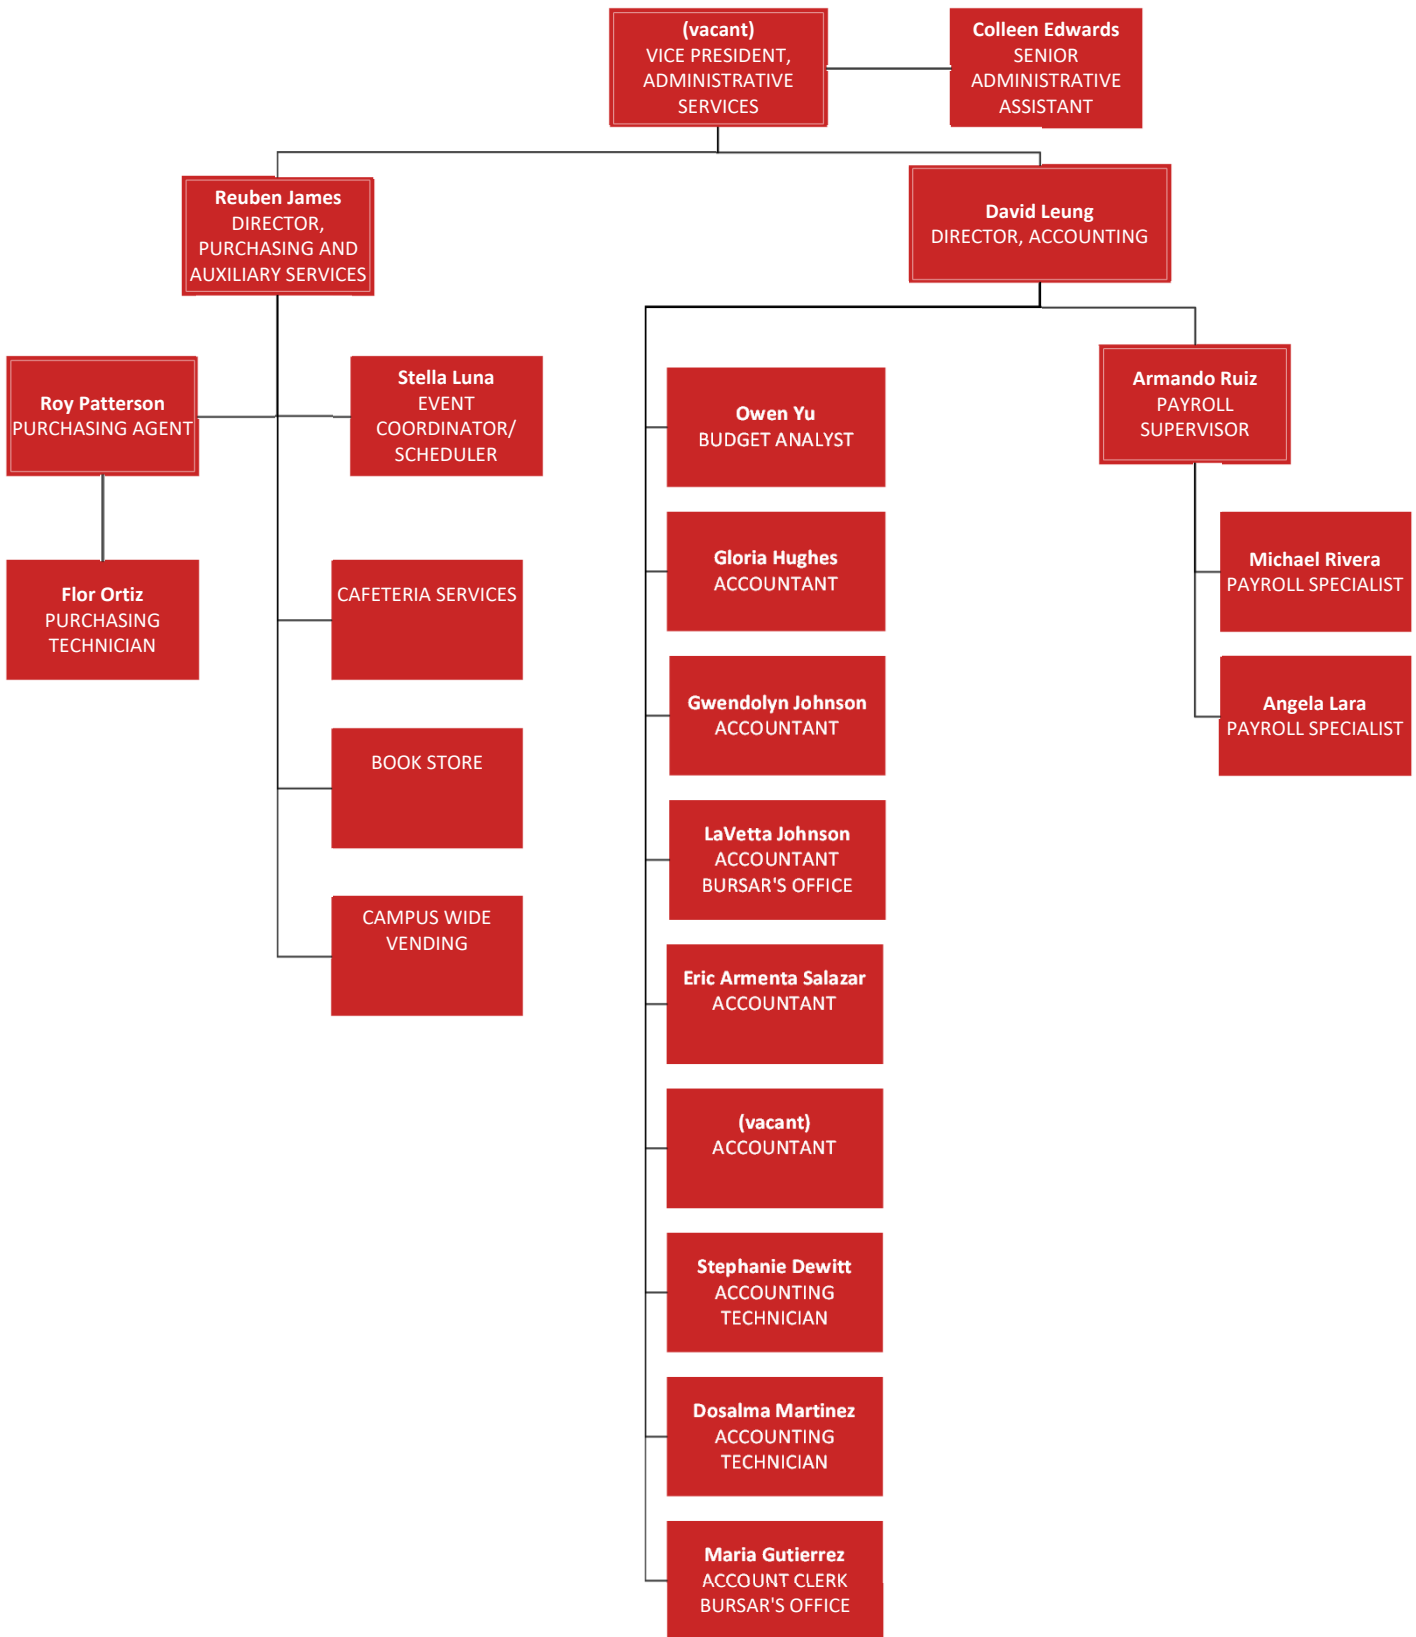 (vacant)
VICE PRESIDENT,
ADMINISTRATIVE
SERVICES
Colleen Edwards
SENIOR
ADMINISTRATIVE
ASSISTANT
Reuben James
DIRECTOR,
PURCHASING AND
AUXILIARY SERVICES
David Leung
DIRECTOR, ACCOUNTING
Roy Patterson
PURCHASING AGENT
Stella Luna
EVENT
COORDINATOR/
SCHEDULER
Flor Ortiz
PURCHASING
TECHNICIAN
CAFETERIA SERVICES
BOOK STORE
CAMPUS WIDE
VENDING
Owen Yu
BUDGET ANALYST
Gloria Hughes
ACCOUNTANT
Gwendolyn Johnson
ACCOUNTANT
LaVetta Johnson
ACCOUNTANT
BURSAR'S OFFICE
Eric Armenta Salazar
ACCOUNTANT
(vacant)
ACCOUNTANT
Stephanie Dewitt
ACCOUNTING
TECHNICIAN
Dosalma Martinez
ACCOUNTING
TECHNICIAN
Maria Gutierrez
ACCOUNT CLERK
BURSAR'S OFFICE
Armando Ruiz
PAYROLL
SUPERVISOR
Michael Rivera
PAYROLL SPECIALIST
Angela Lara
PAYROLL SPECIALIST